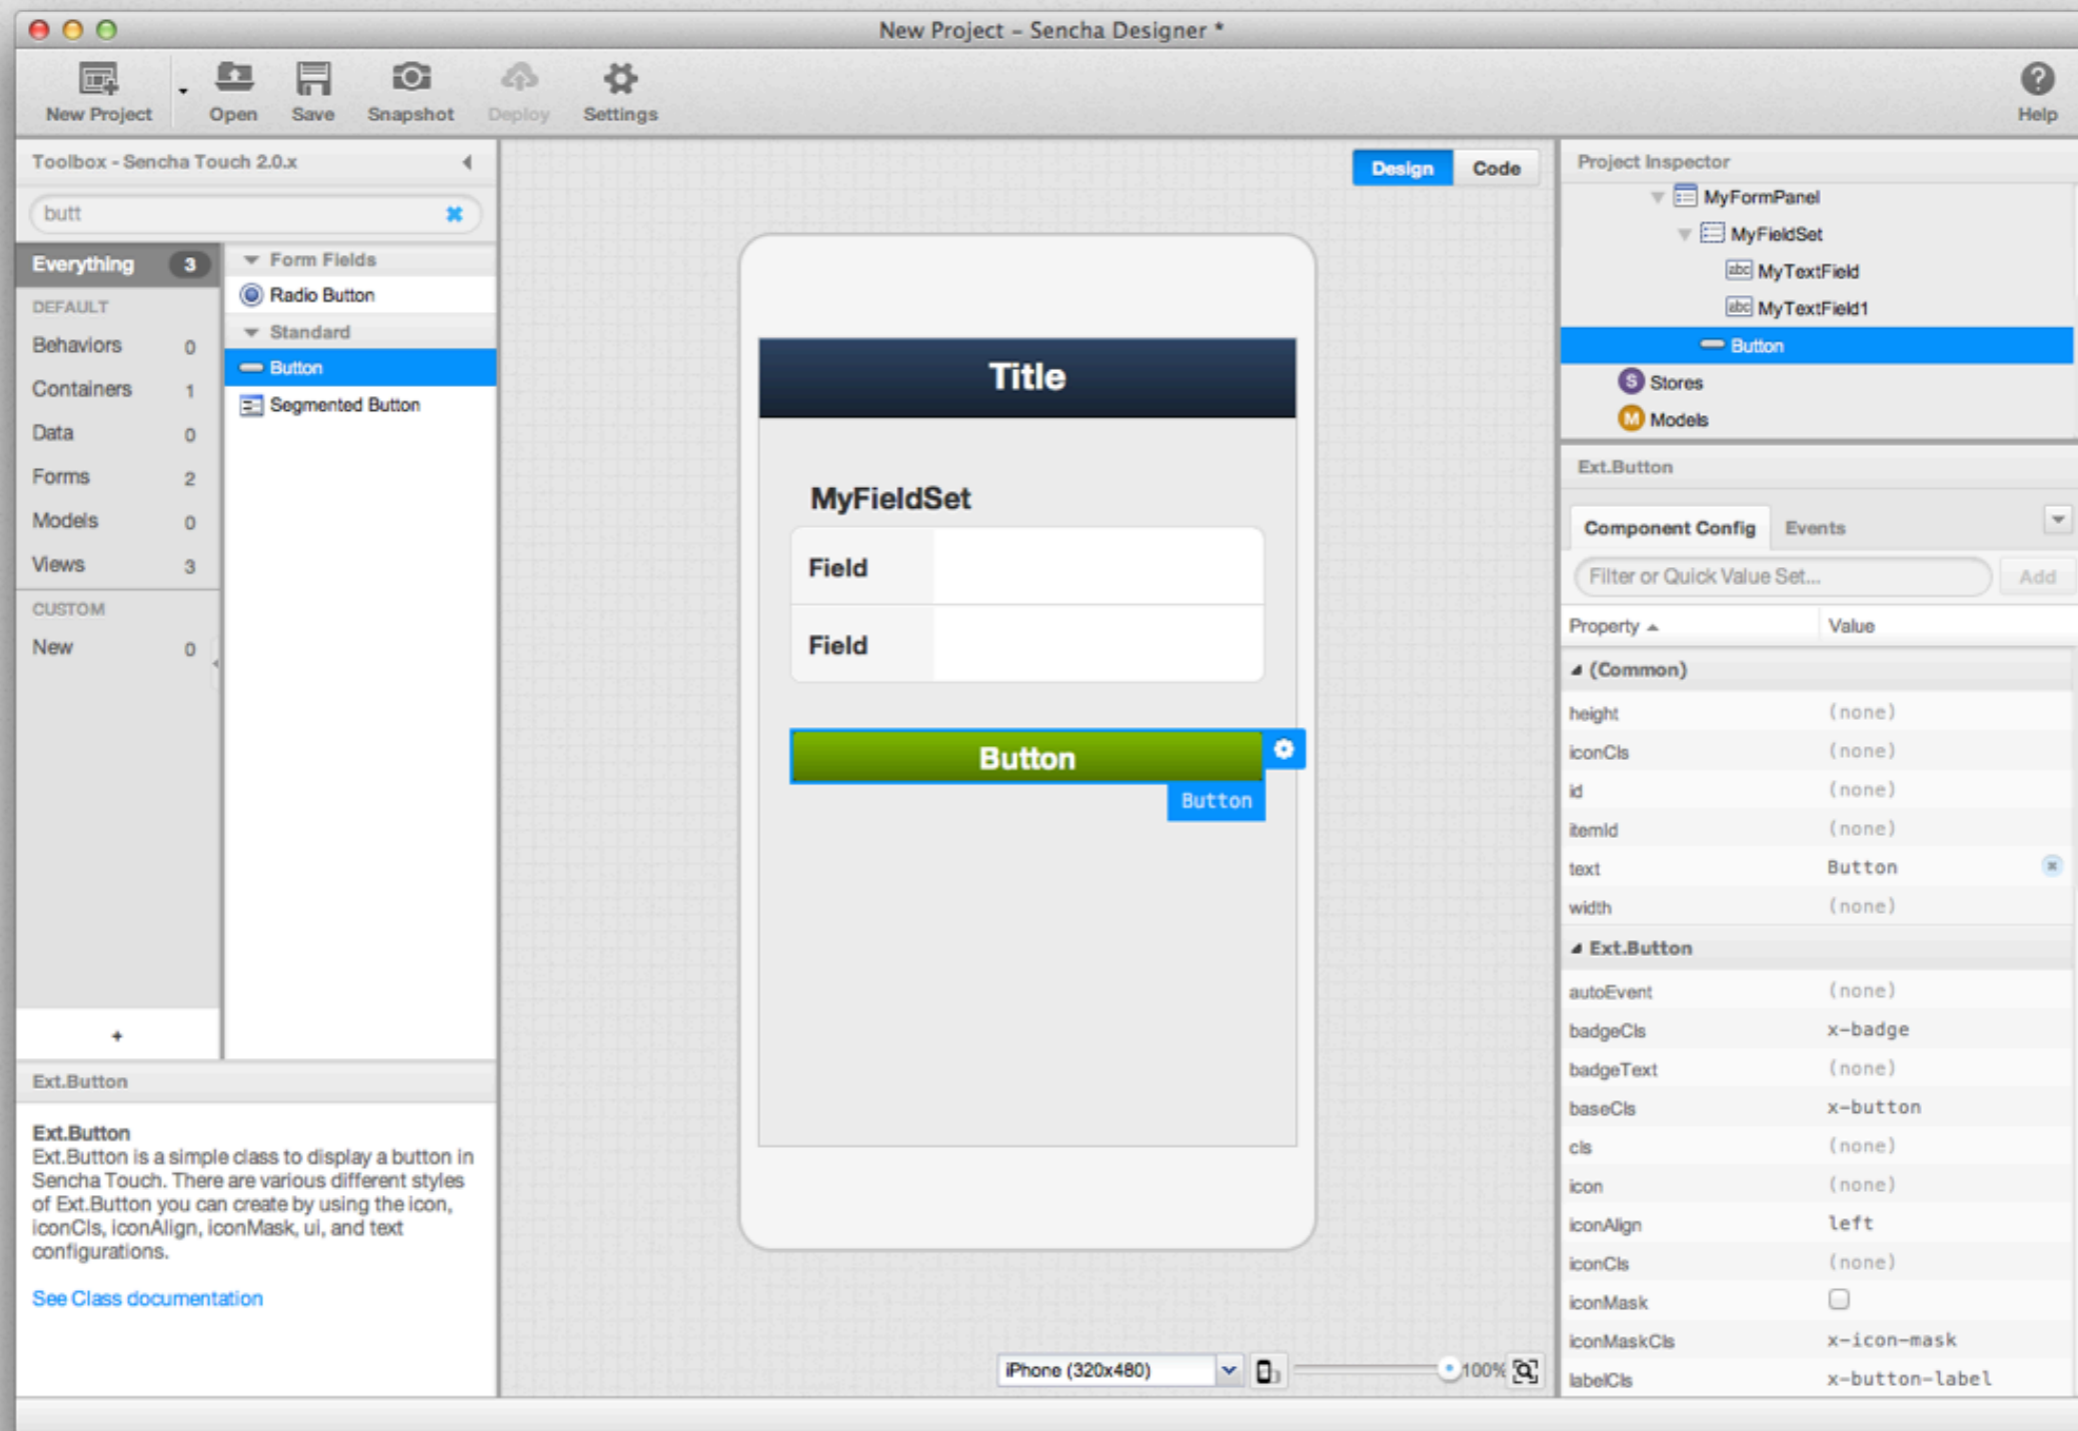 New Project – Sencha Designer *
New Project
Open
Save
Snapshot
Deploy
Settings
Help
Toolbox - Sencha Touch 2.0.x
butt
Everything 3
DEFAULT
Behaviors 0
Containers 1
Data 0
Forms 2
Models 0
Views 3
CUSTOM
New 0
+
Form Fields
Radio Button
Standard
Button
Segmented Button
Ext.Button
Ext.Button
Ext.Button is a simple class to display a button in
Sencha Touch. There are various different styles
of Ext.Button you can create by using the icon,
iconCls, iconAlign, iconMask, ui, and text
configurations.
See Class documentation
Design Code
Title
MyFieldSet
Field
Field
Button
Button
iPhone (320x480)
100%
Project Inspector
MyFormPanel
MyFieldSet
abc MyTextField
abc MyTextField1
Button
S Stores
M Models
Ext.Button
Component Config Events
Filter or Quick Value Set... Add
Property Value
(Common)
height (none)
iconCls (none)
id (none)
itemId (none)
text Button
width (none)
Ext.Button
autoEvent (none)
badgeCls x-badge
badgeText (none)
baseCls x-button
cls (none)
icon (none)
iconAlign left
iconCls (none)
iconMask
iconMaskCls x-icon-mask
labelCls x-button-label